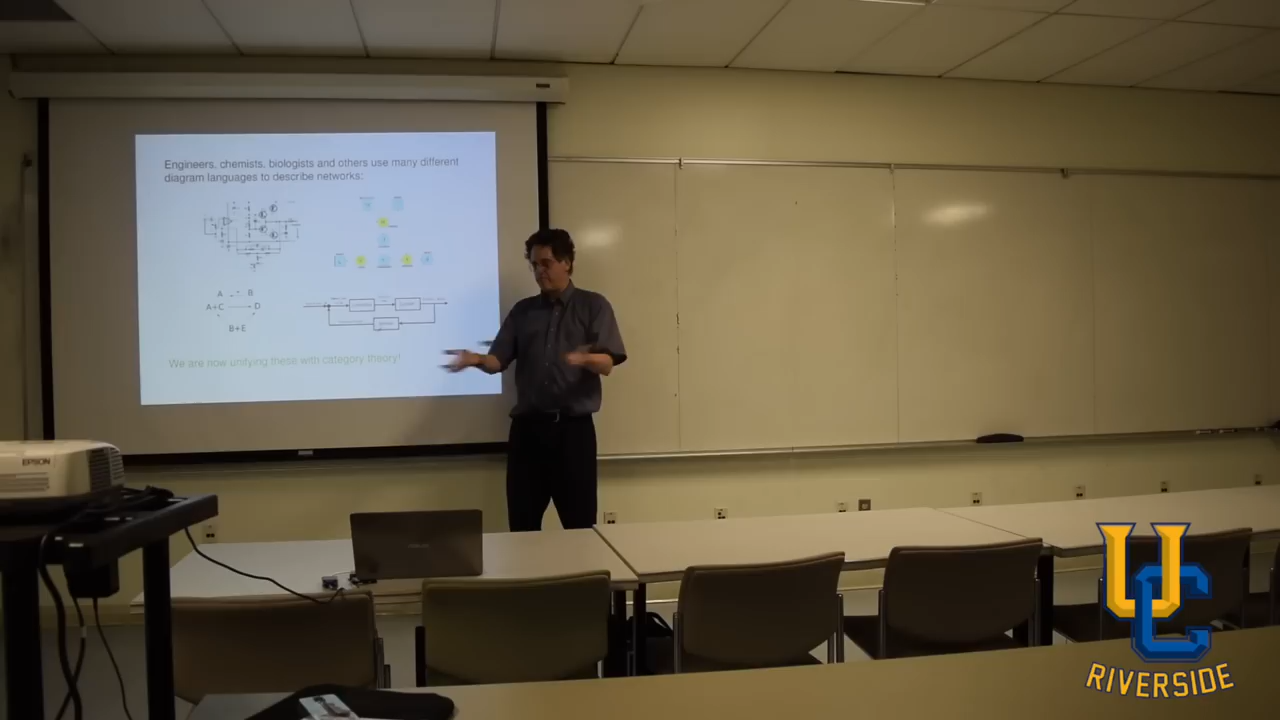 Engineers, chemists, biologists and others use many different
diagram languages to describe networks:
A B
A+C D
B+E
We are now unifying these with category theory!
EPSON
UC
RIVERSIDE